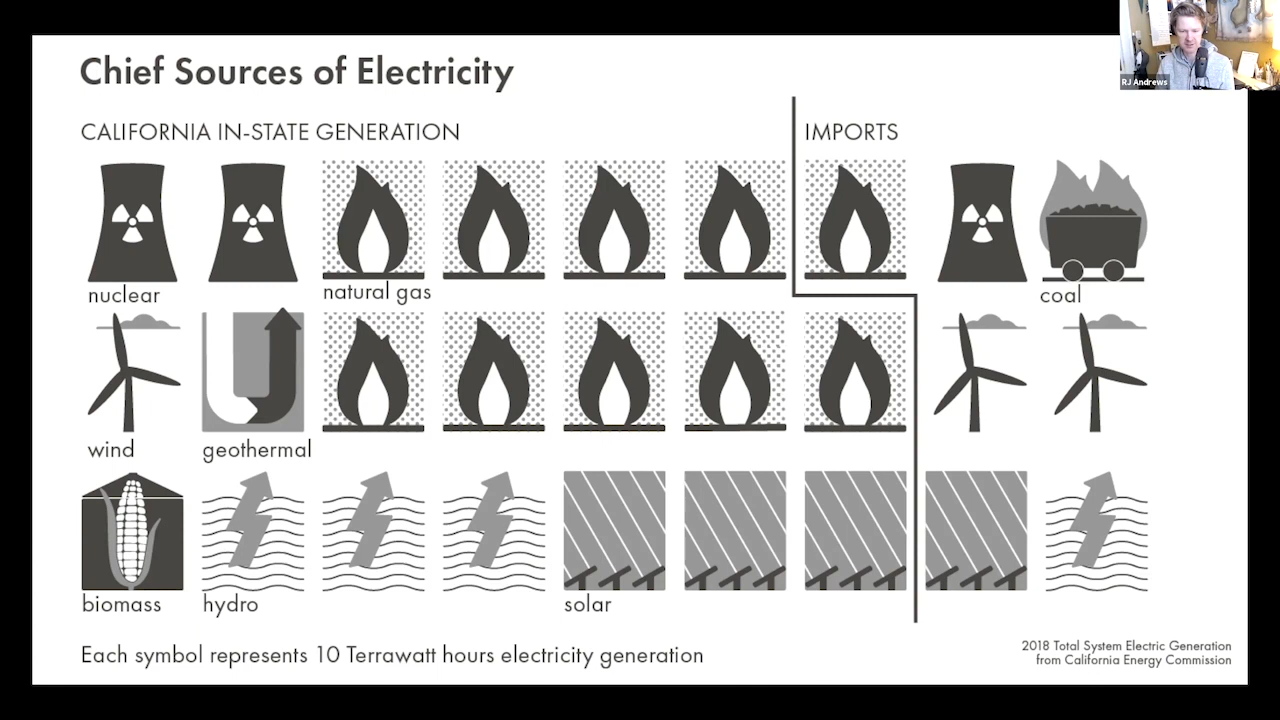 Chief Sources of Electricity
RJ Andrews
CALIFORNIA IN-STATE GENERATION
IMPORTS
nuclear
natural gas
coal
wind
geothermal
biomass
hydro
solar
Each symbol represents 10 Terrawatt hours electricity generation
2018 Total System Electric Generation
from California Energy Commission